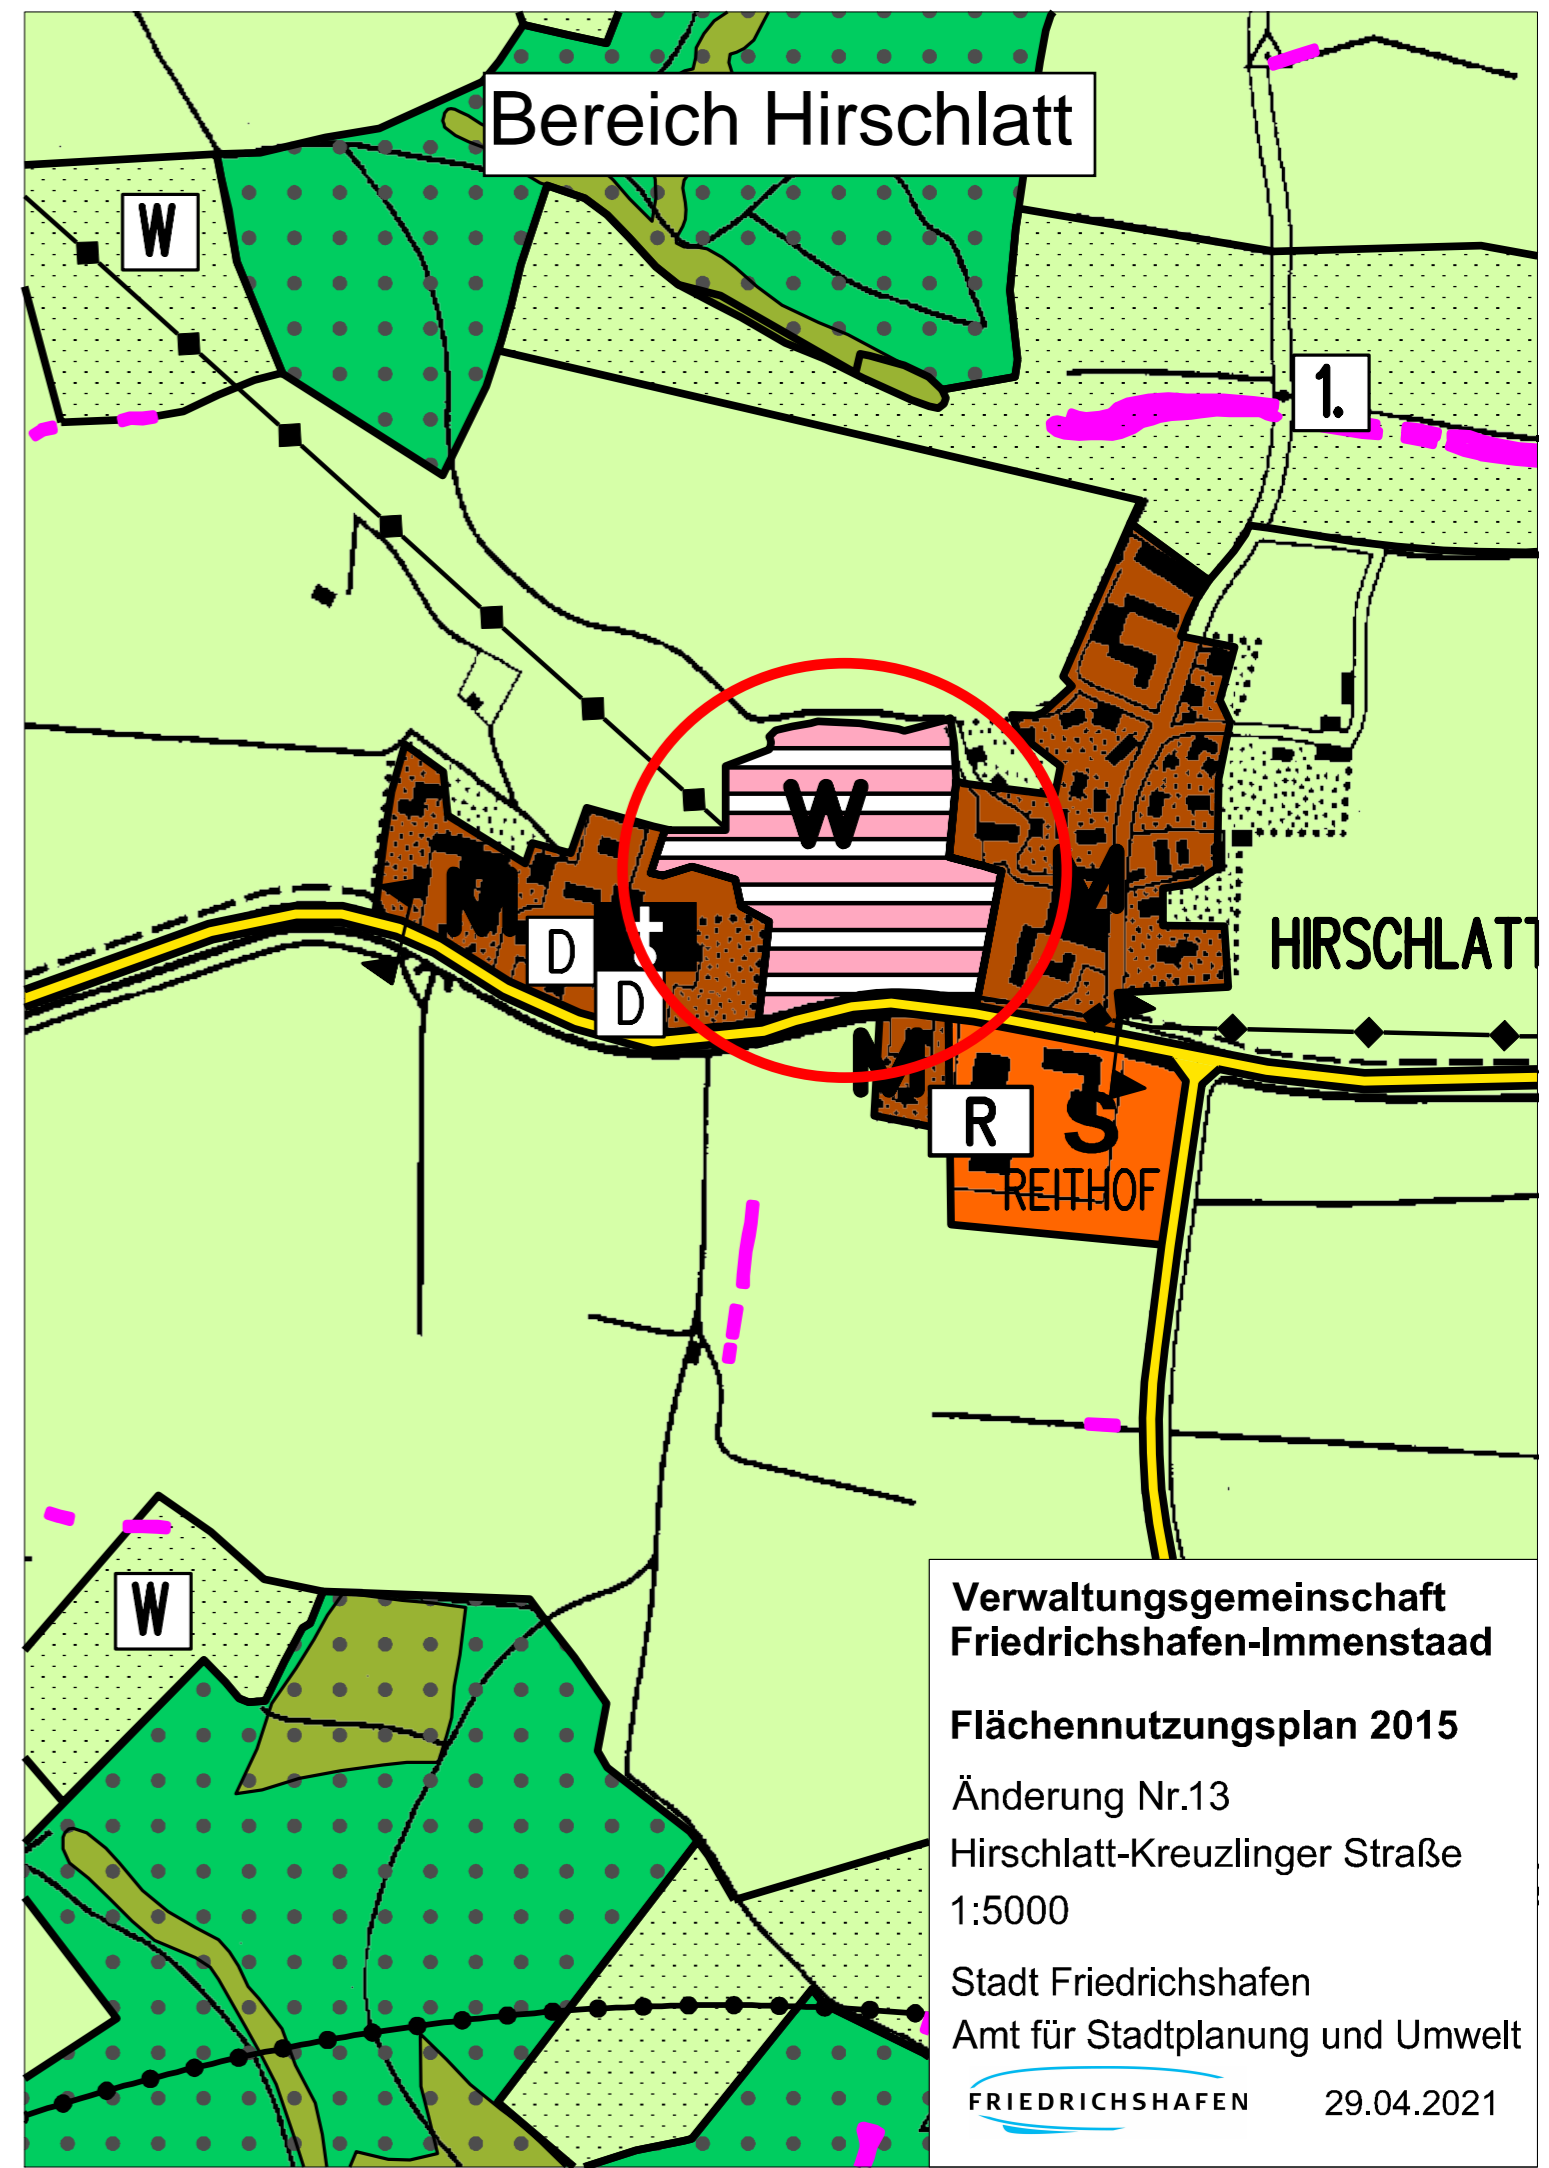 Bereich Hirschlatt
W
1.
W
M
M
D
D
HIRSCHLATT
M
R
S
REITHOF
W
Verwaltungsgemeinschaft
Friedrichshafen-Immenstaad
Flächennutzungsplan 2015
Änderung Nr.13
Hirschlatt-Kreuzlinger Straße
1:5000
Stadt Friedrichshafen
Amt für Stadtplanung und Umwelt
FRIEDRICHSHAFEN
29.04.2021